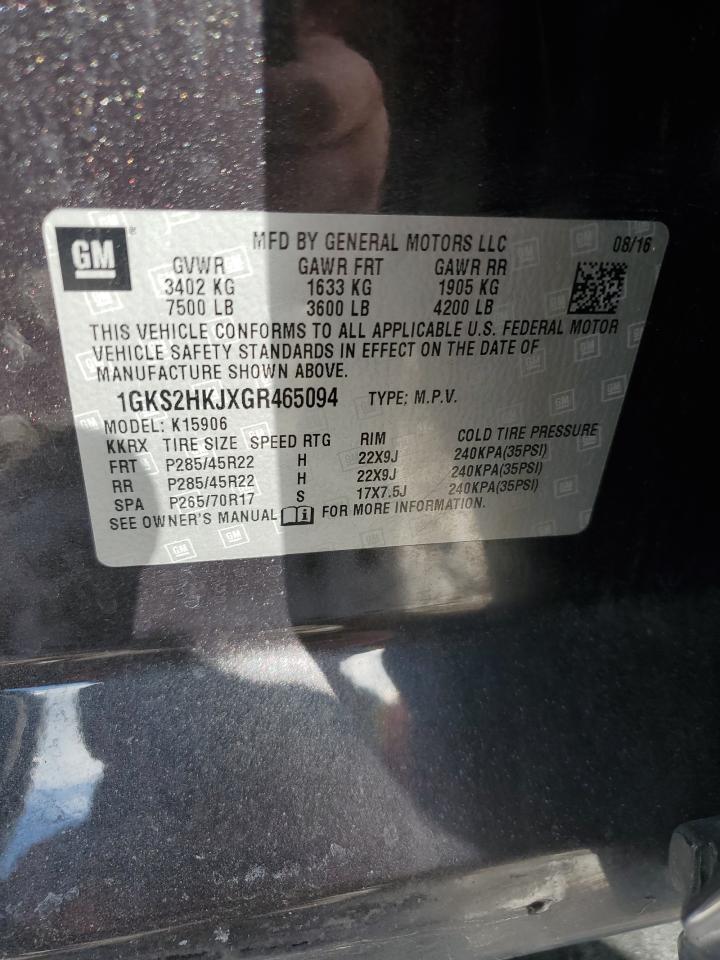 GM
MFD BY GENERAL MOTORS LLC 08/16
GVWR GAWR FRT GAWR RR
3402 KG 1633 KG 1905 KG
7500 LB 3600 LB 4200 LB
THIS VEHICLE CONFORMS TO ALL APPLICABLE U.S. FEDERAL MOTOR
VEHICLE SAFETY STANDARDS IN EFFECT ON THE DATE OF
MANUFACTURE SHOWN ABOVE.
1GKS2HKJXGR465094 TYPE: M.P.V.
MODEL: K15906
KKRX TIRE SIZE SPEED RTG RIM COLD TIRE PRESSURE
FRT P285/45R22 H 22X9J 240KPA(35PSI)
RR P285/45R22 H 22X9J 240KPA(35PSI)
SPA P265/70R17 S 17X7.5J 240KPA(35PSI)
SEE OWNER'S MANUAL i FOR MORE INFORMATION.